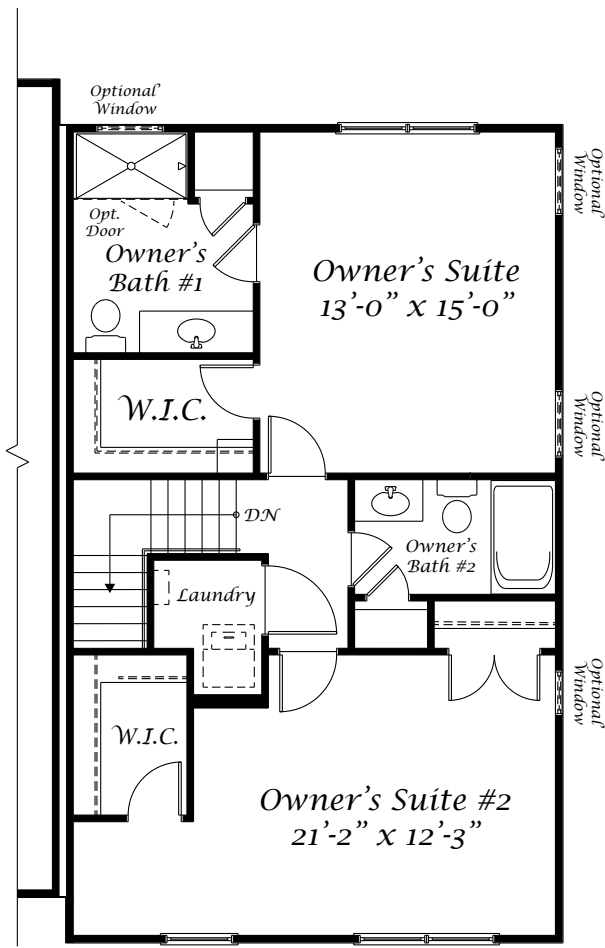 Optional
Window
Optional
Window
Opt.
Door
Owner's
Bath #1
Owner's Suite
13'-0" x 15'-0"
W.I.C.
Optional
Window
DN
Owner's
Bath #2
Laundry
Optional
Window
W.I.C.
Owner's Suite #2
21'-2" x 12'-3"